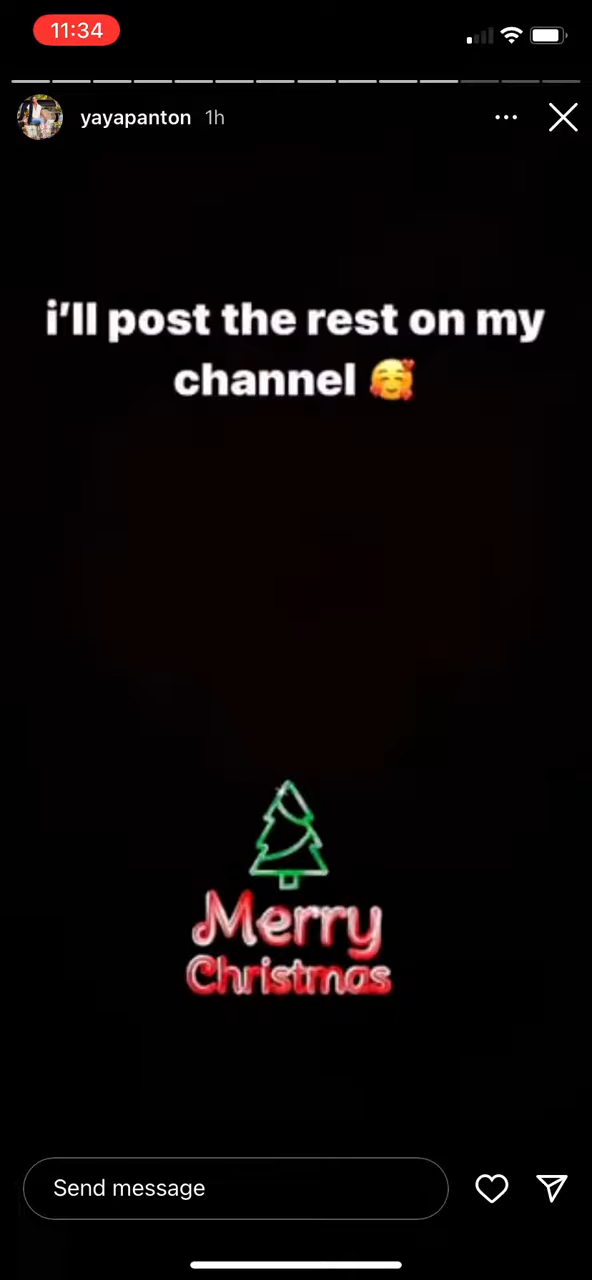 11:34
yayapanton 1h
i'll post the rest on my
channel 🥰
Merry
Christmas
Send message